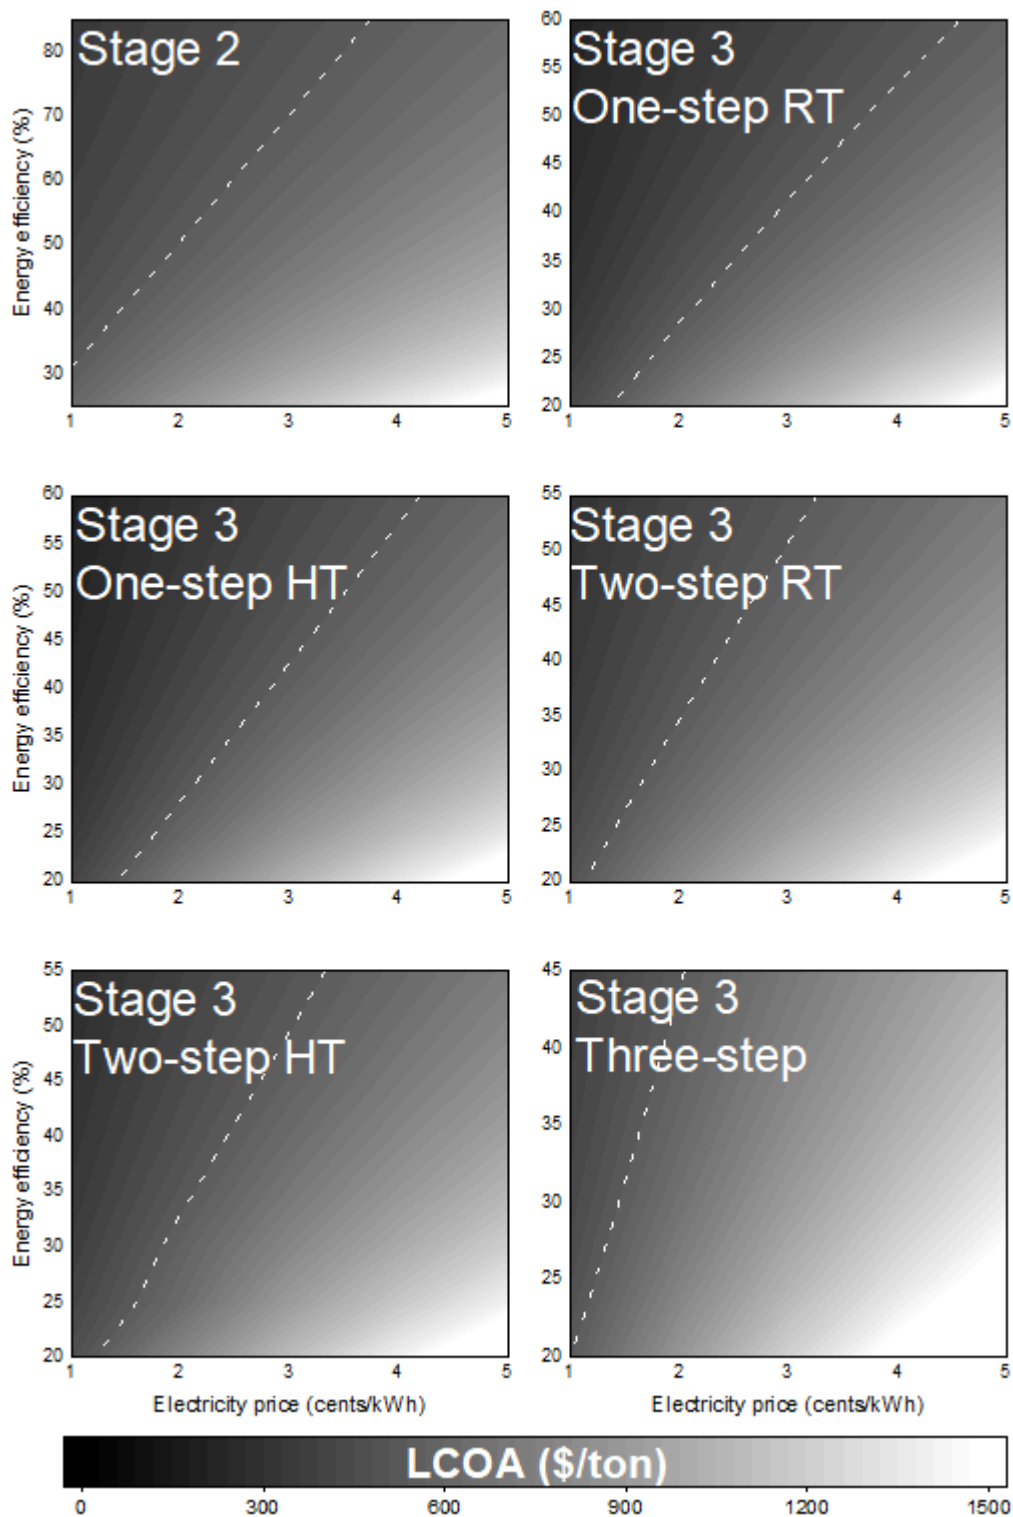 Stage 2
Energy efficiency (%)
80
70
60
50
40
30
1 2 3 4 5
Stage 3
One-step RT
60
55
50
45
40
35
30
25
20
1 2 3 4 5
Stage 3
One-step HT
Energy efficiency (%)
60
55
50
45
40
35
30
25
20
1 2 3 4 5
Stage 3
Two-step RT
55
50
45
40
35
30
25
20
1 2 3 4 5
Stage 3
Two-step HT
Energy efficiency (%)
55
50
45
40
35
30
25
20
1 2 3 4 5
Electricity price (cents/kWh)
Stage 3
Three-step
45
40
35
30
25
20
1 2 3 4 5
Electricity price (cents/kWh)
LCOA ($/ton)
0 300 600 900 1200 1500